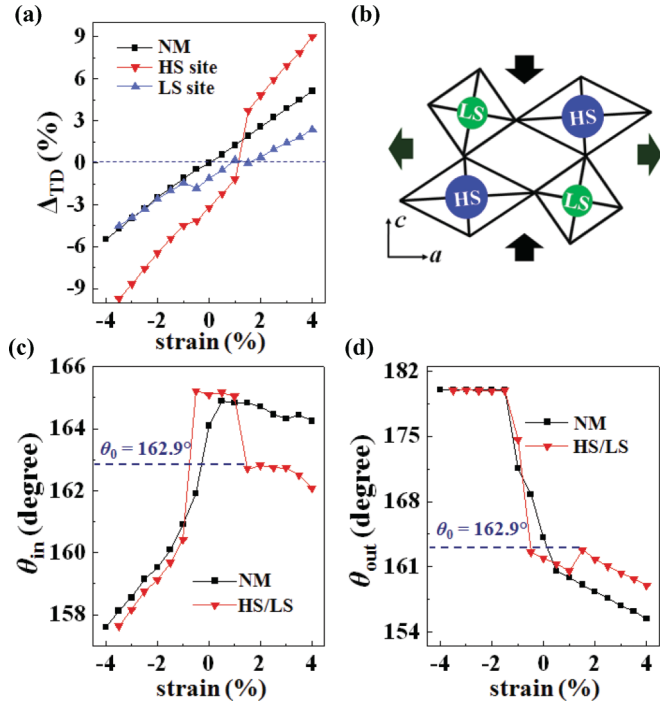 (a)
NM
HS site
LS site
Δ_TD (%)
9
6
3
0
-3
-6
-9
-4 -2 0 2 4
strain (%)
(b)
LS
HS
HS
LS
c
a
(c)
166
165
164
162
160
158
θ_in (degree)
θ₀ = 162.9°
NM
HS/LS
-4 -2 0 2 4
strain (%)
(d)
182
175
168
161
154
θ_out (degree)
NM
HS/LS
θ₀ = 162.9°
-4 -2 0 2 4
strain (%)